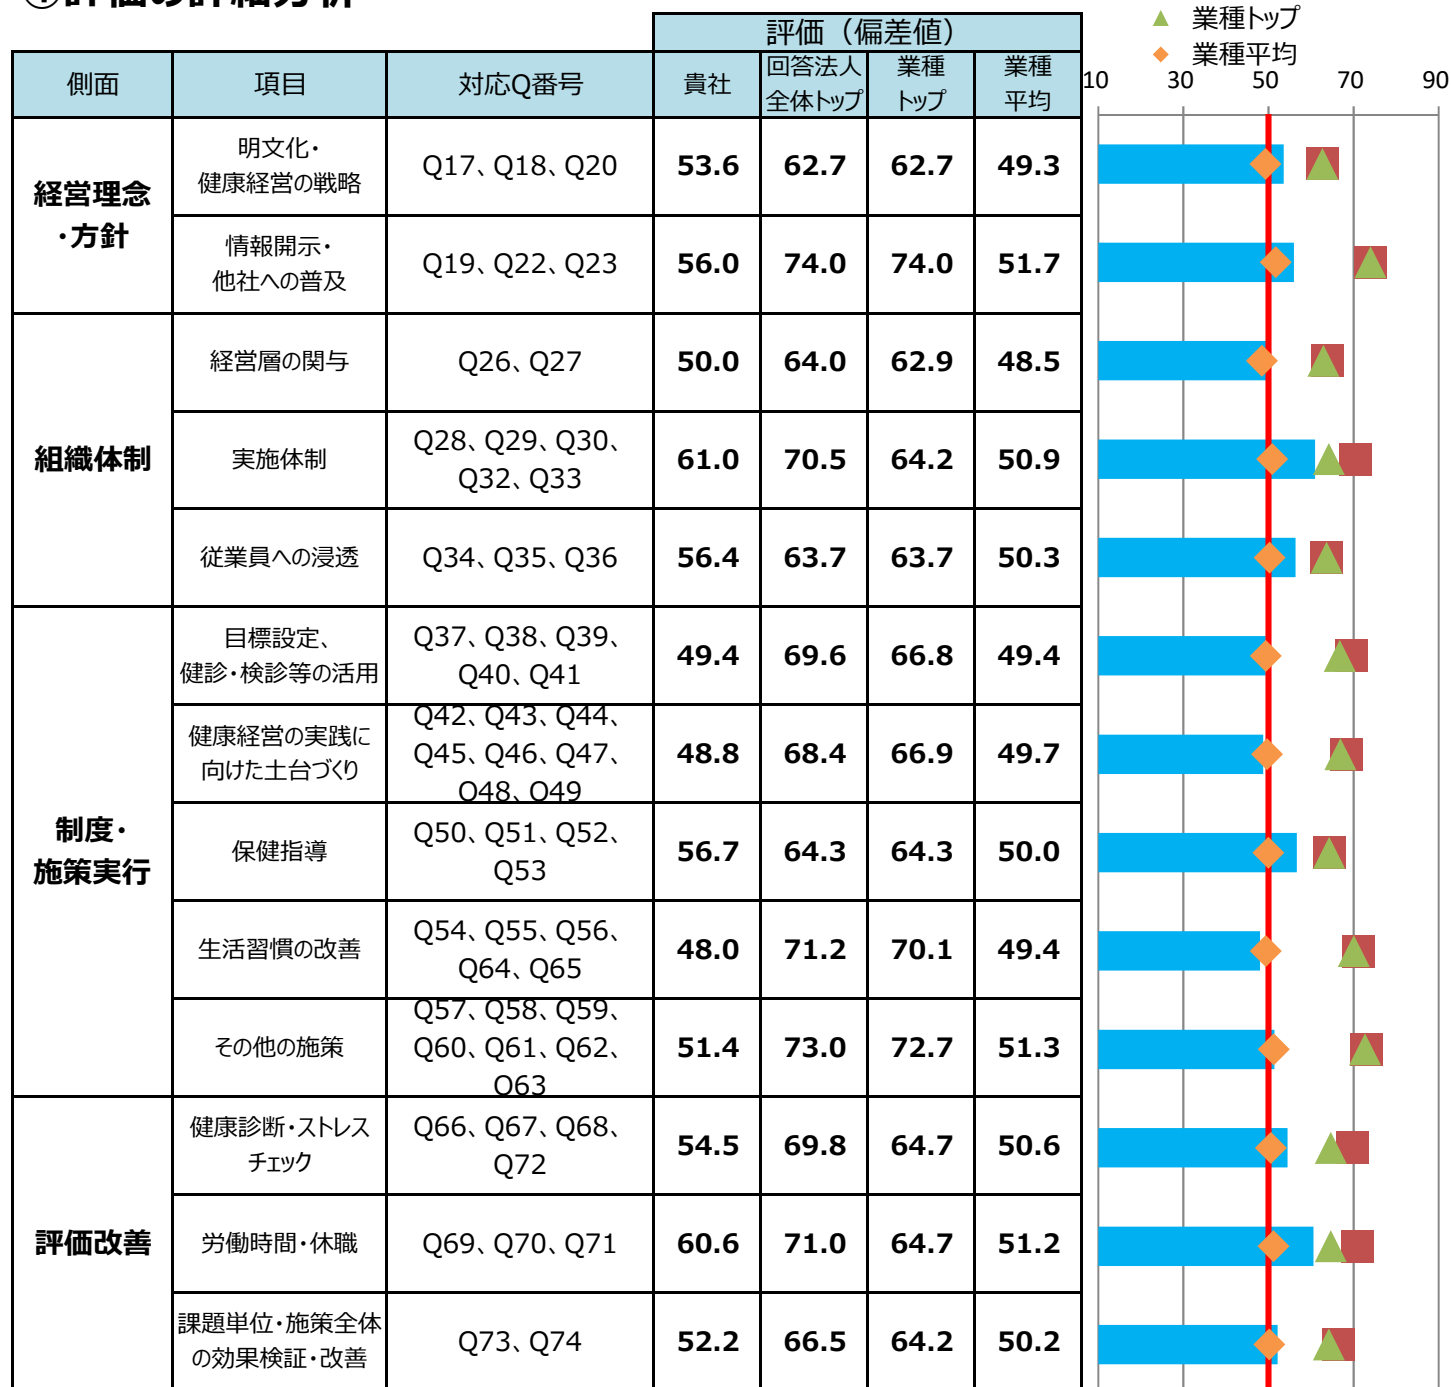 ①評価の詳細分析
▲ 業種トップ
◆ 業種平均
評価（偏差値）
側面 項目 対応Q番号 貴社 回答法人 業種 業種
全体トップ トップ 平均
10 30 50 70 90
経営理念
・方針
明文化・
健康経営の戦略
Q17、Q18、Q20
53.6 62.7 62.7 49.3
情報開示・
他社への普及
Q19、Q22、Q23
56.0 74.0 74.0 51.7
組織体制
経営層の関与
Q26、Q27
50.0 64.0 62.9 48.5
実施体制
Q28、Q29、Q30、
Q32、Q33
61.0 70.5 64.2 50.9
従業員への浸透
Q34、Q35、Q36
56.4 63.7 63.7 50.3
制度・
施策実行
目標設定、
健診・検診等の活用
Q37、Q38、Q39、
Q40、Q41
49.4 69.6 66.8 49.4
健康経営の実践に
向けた土台づくり
Q42、Q43、Q44、
Q45、Q46、Q47、
Q48、Q49
48.8 68.4 66.9 49.7
保健指導
Q50、Q51、Q52、
Q53
56.7 64.3 64.3 50.0
生活習慣の改善
Q54、Q55、Q56、
Q64、Q65
48.0 71.2 70.1 49.4
その他の施策
Q57、Q58、Q59、
Q60、Q61、Q62、
Q63
51.4 73.0 72.7 51.3
評価改善
健康診断・ストレス
チェック
Q66、Q67、Q68、
Q72
54.5 69.8 64.7 50.6
労働時間・休職
Q69、Q70、Q71
60.6 71.0 64.7 51.2
課題単位・施策全体
の効果検証・改善
Q73、Q74
52.2 66.5 64.2 50.2